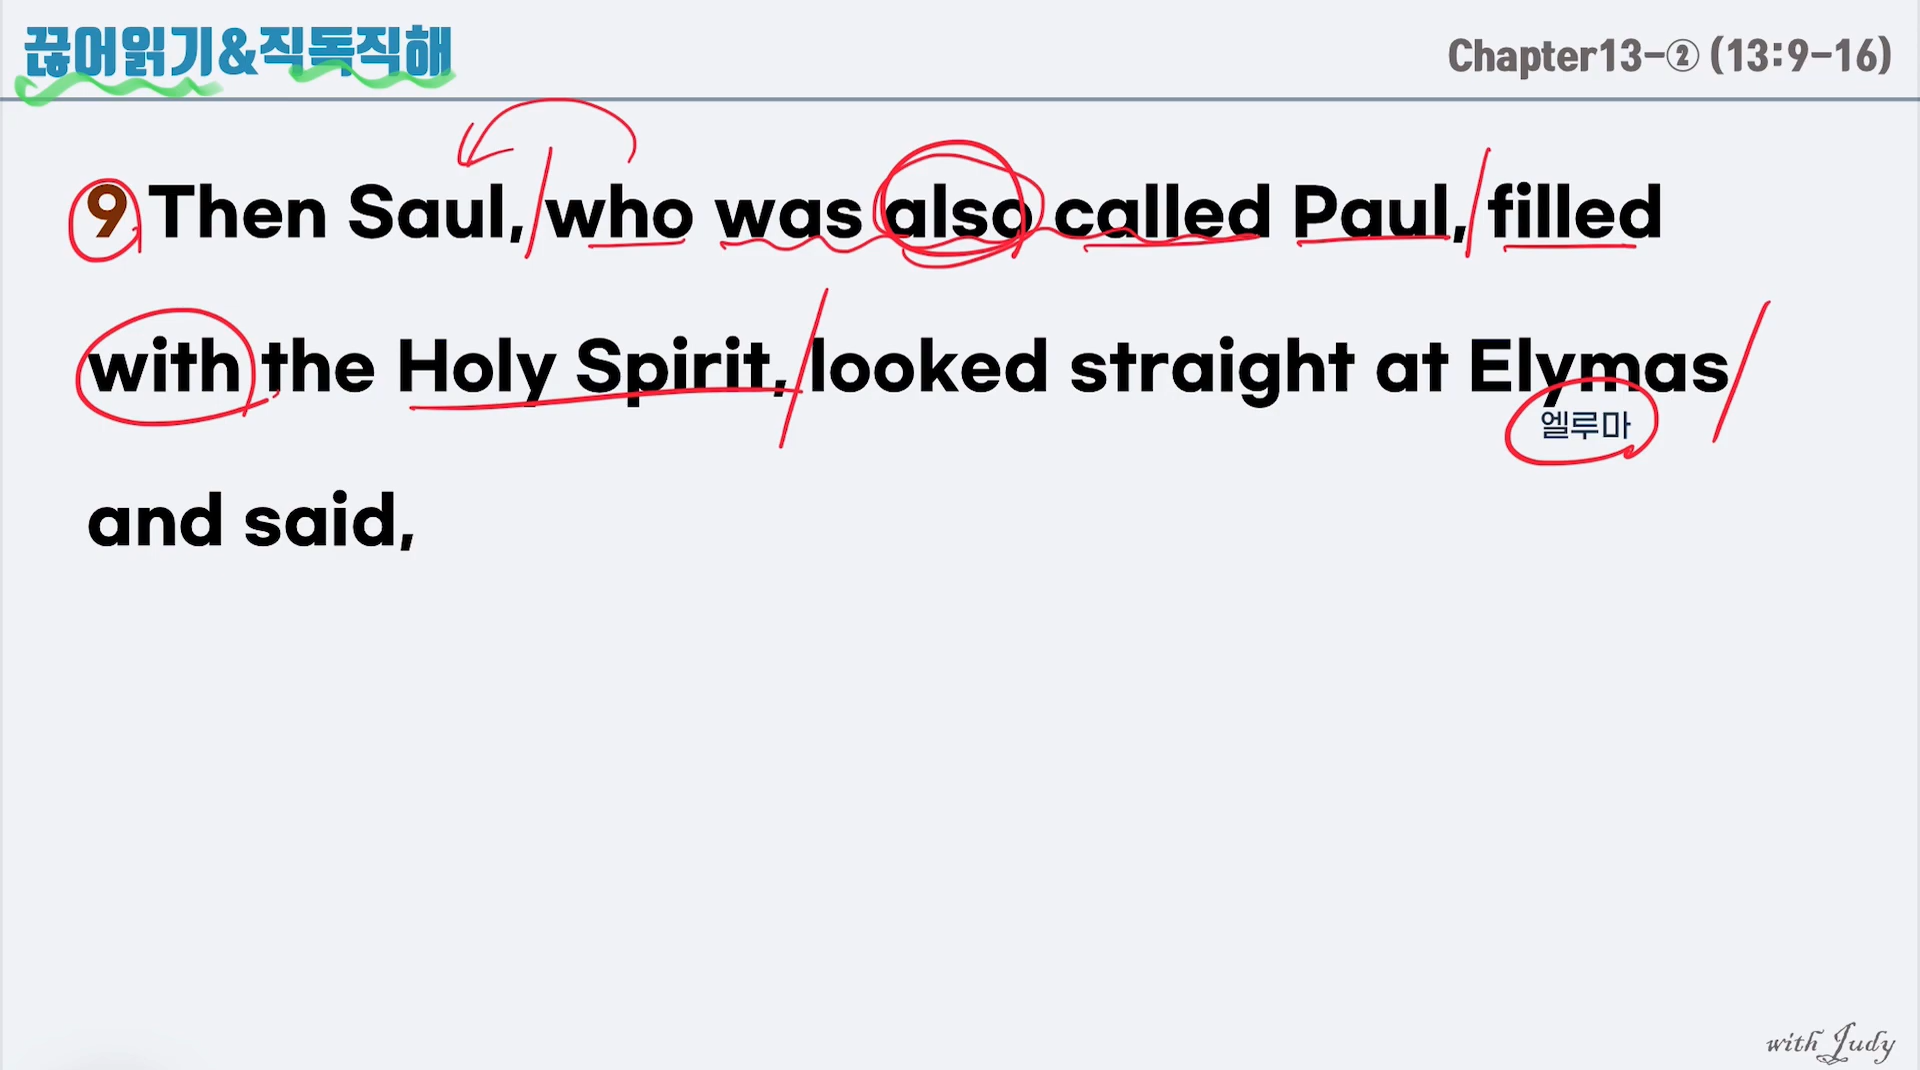 끊어읽기&직독직해
Chapter13-② (13:9-16)
9 Then Saul, who was also called Paul, filled
with the Holy Spirit, looked straight at Elymas
엘루마
and said,
with Judy